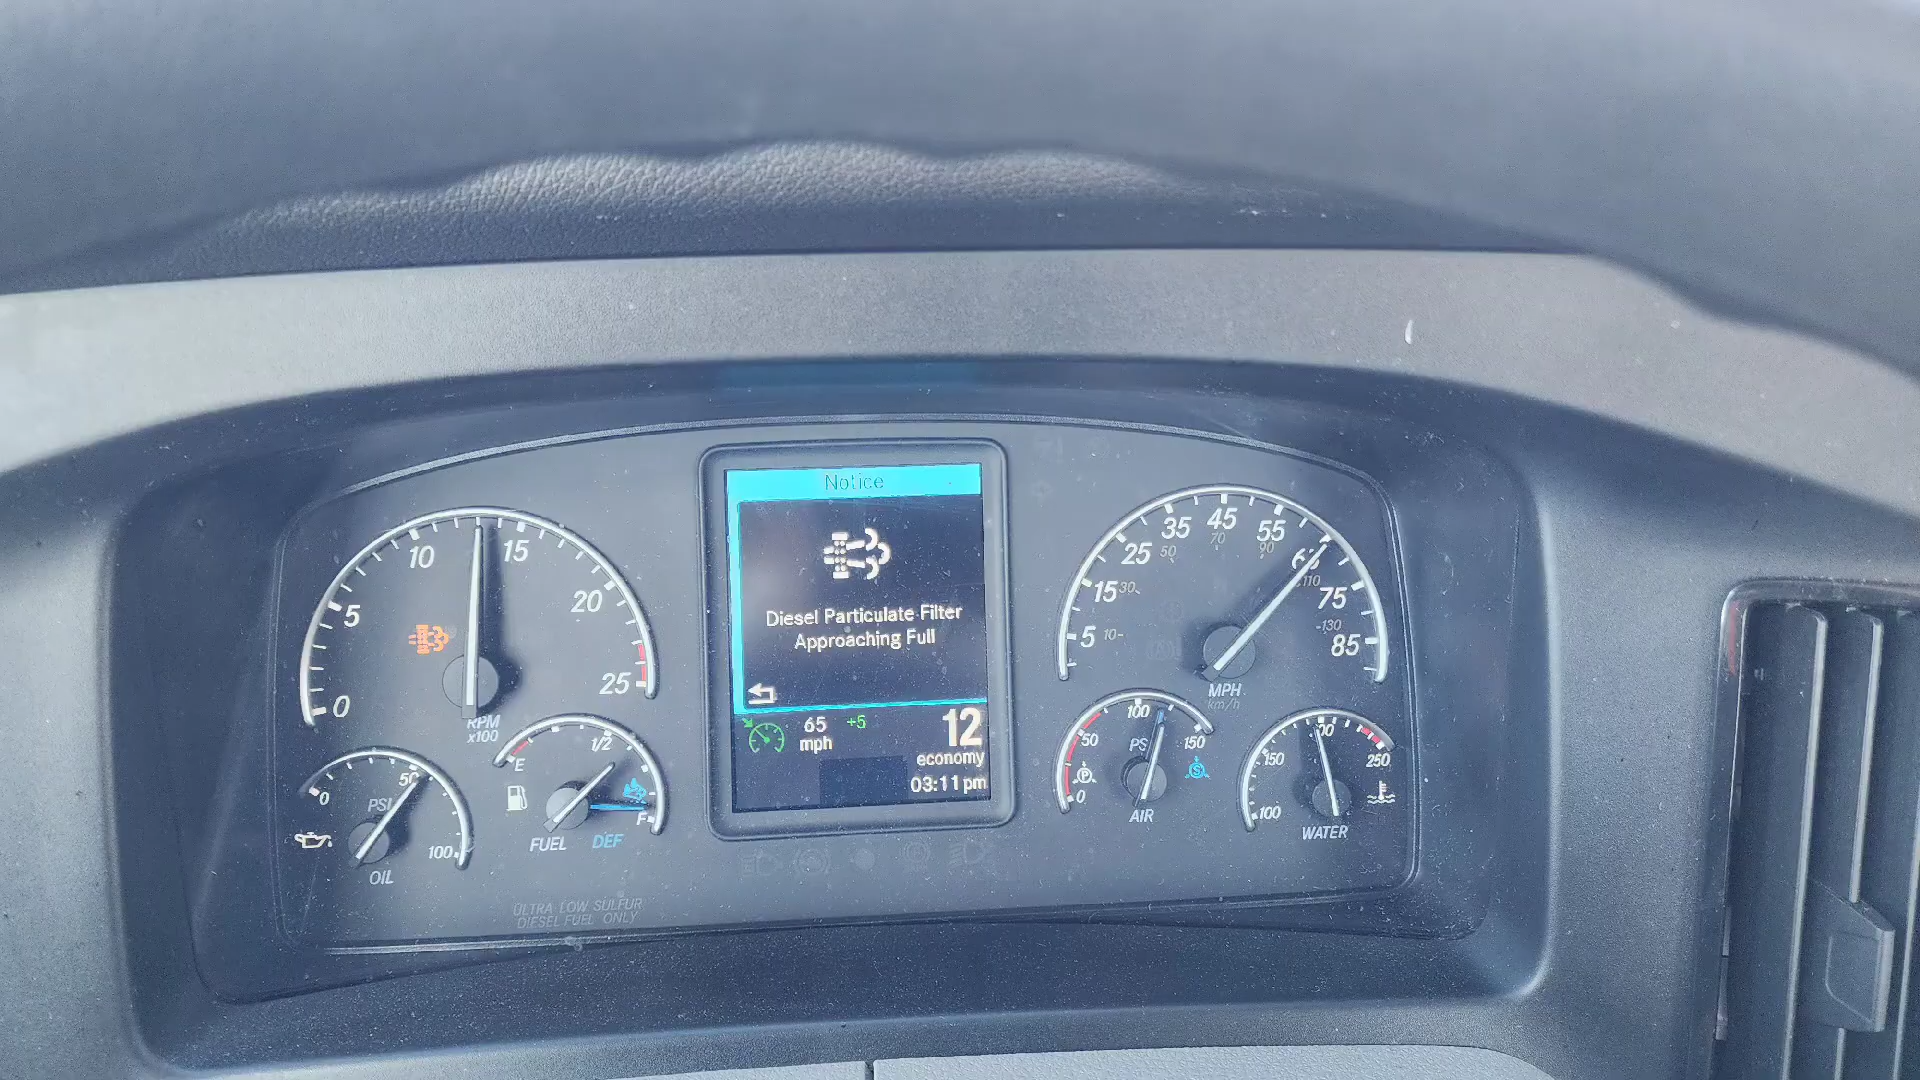 Notice
Diesel Particulate Filter
Approaching Full
65 +5
mph
12
economy
03:11 pm
0
5
10
15
20
25
RPM
x100
0
50
100
PSI
OIL
E
1/2
F
FUEL
DEF
ULTRA LOW SULFUR
DIESEL FUEL ONLY
5
15
25
35
45
55
75
85
10
30
50
70
90
110
130
MPH
km/h
0
50
100
150
PS
P
S
AIR
100
150
250
WATER